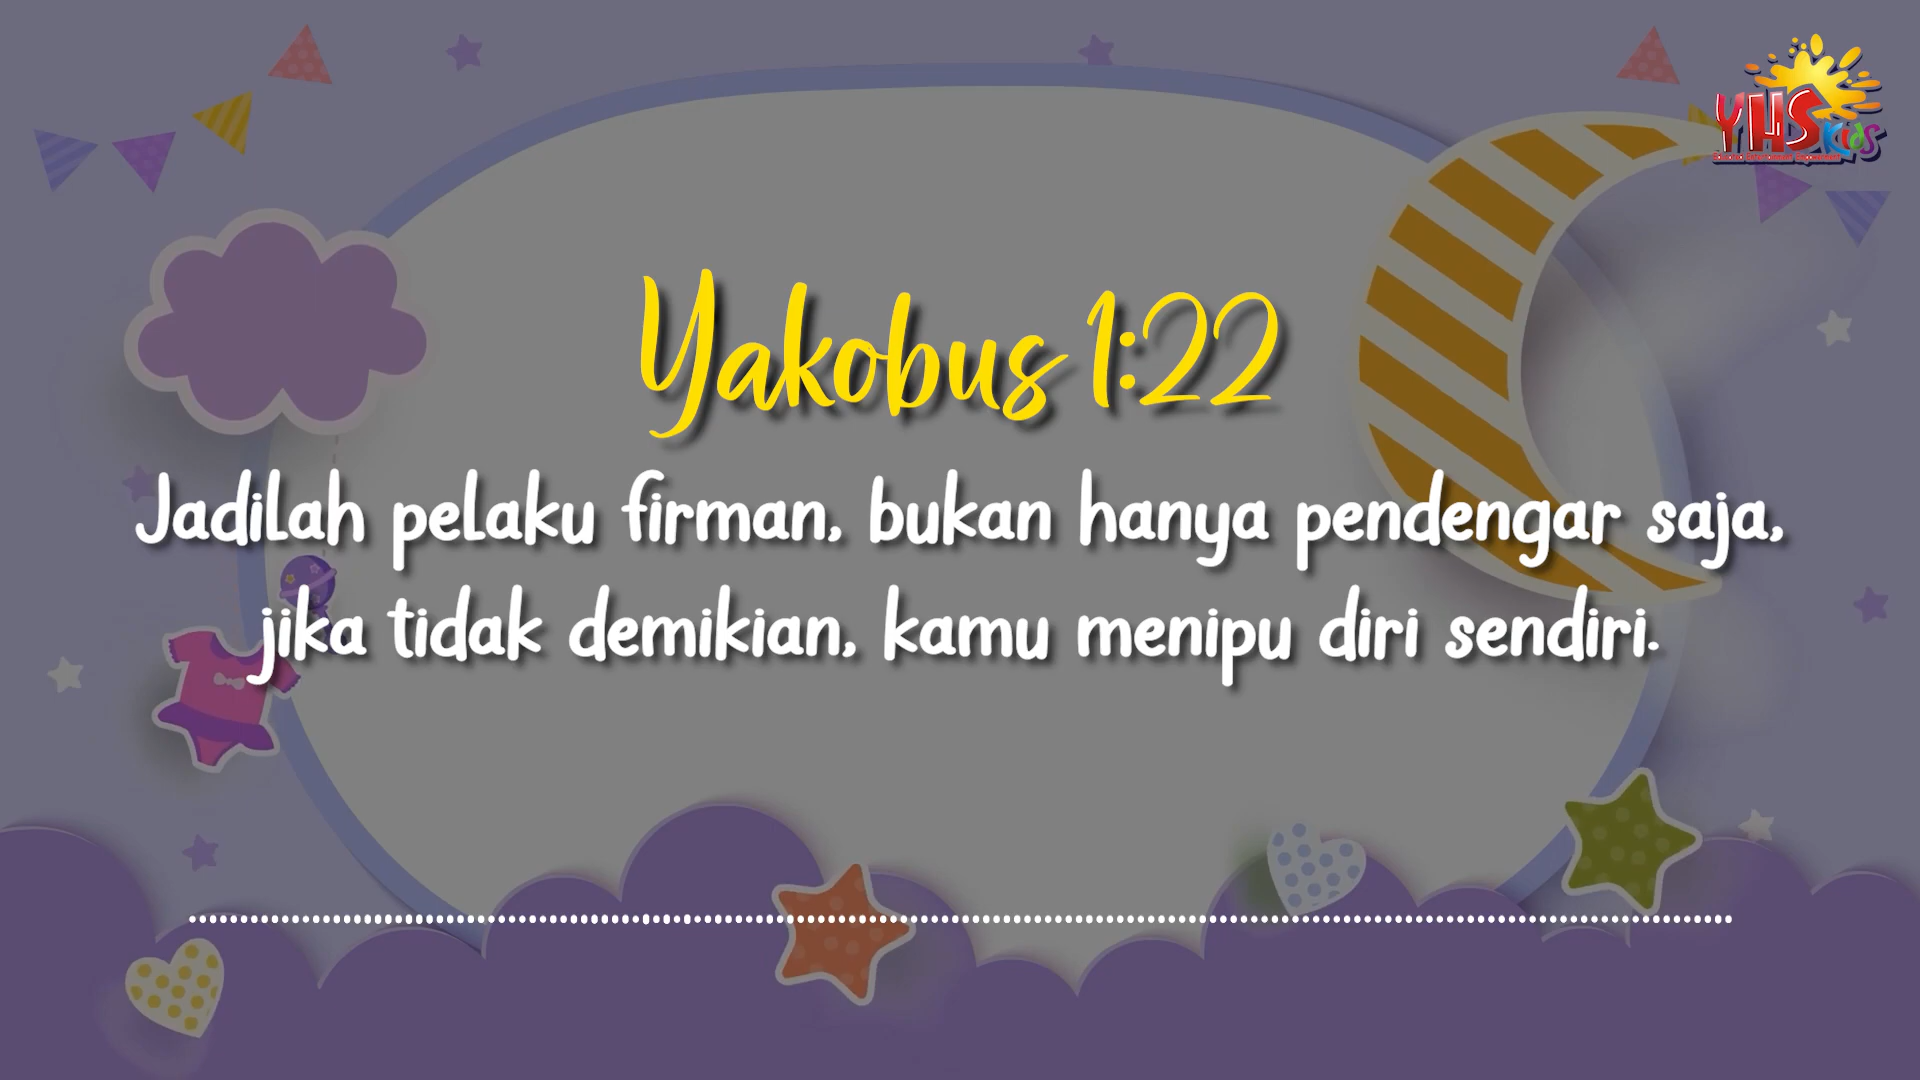 YHS Kids
Yakobus 1:22
Jadilah pelaku firman, bukan hanya pendengar saja,
jika tidak demikian, kamu menipu diri sendiri.